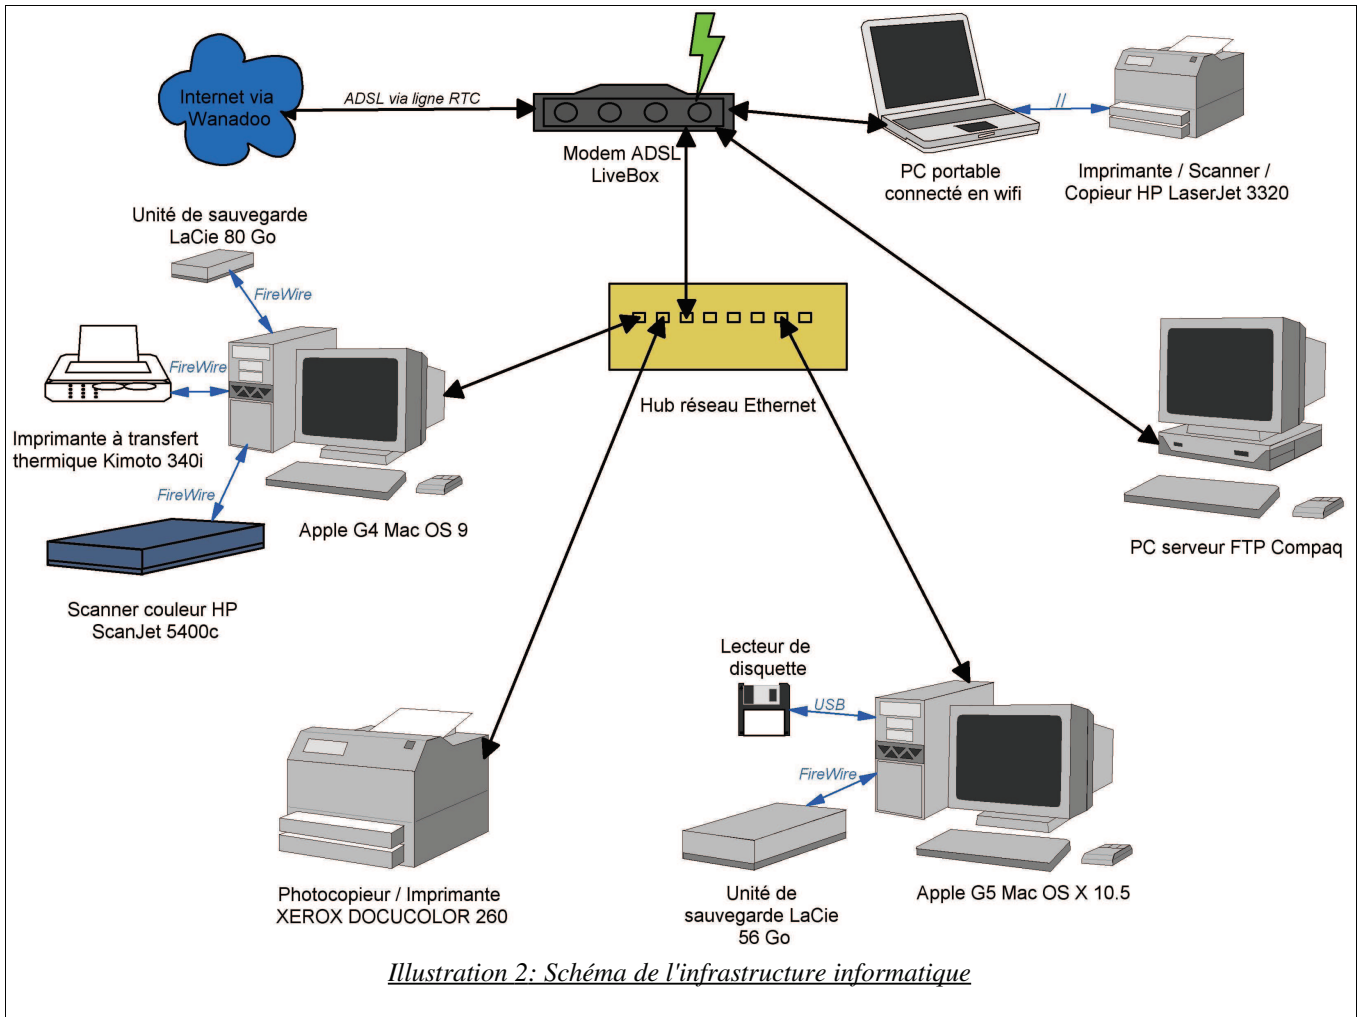 Internet via
Wanadoo
ADSL via ligne RTC
Modem ADSL
LiveBox
PC portable
connecté en wifi
//
Imprimante / Scanner /
Copieur HP LaserJet 3320
Unité de sauvegarde
LaCie 80 Go
FireWire
FireWire
Imprimante à transfert
thermique Kimoto 340i
FireWire
Apple G4 Mac OS 9
Scanner couleur HP
ScanJet 5400c
Hub réseau Ethernet
PC serveur FTP Compaq
Lecteur de
disquette
USB
FireWire
Photocopieur / Imprimante
XEROX DOCUCOLOR 260
Unité de
sauvegarde LaCie
56 Go
Apple G5 Mac OS X 10.5
Illustration 2: Schéma de l'infrastructure informatique